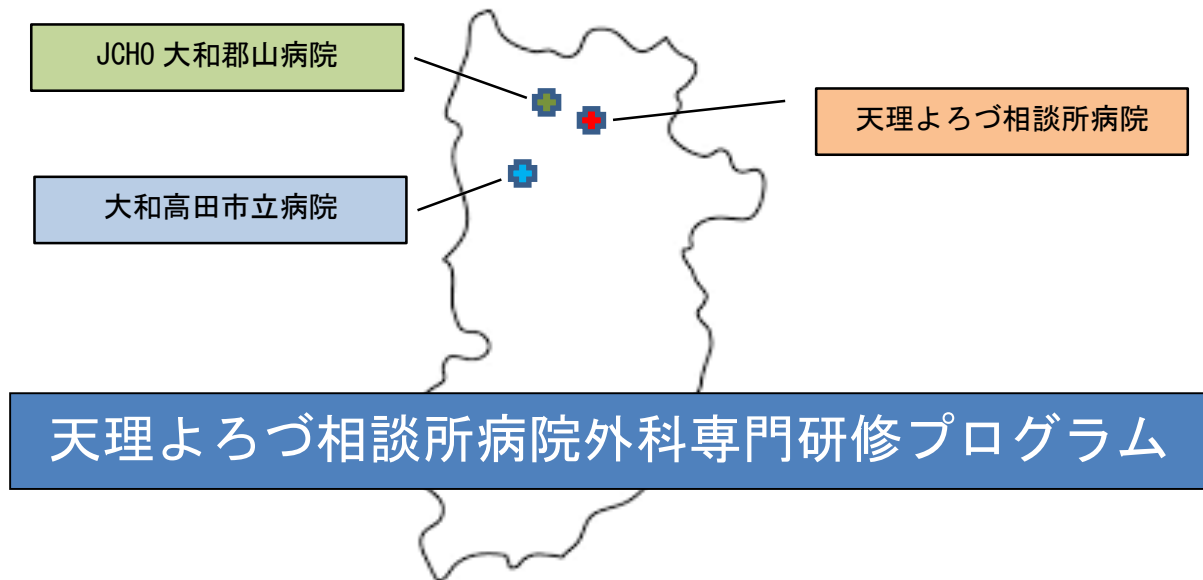 JCHO 大和郡山病院
天理よろづ相談所病院
大和高田市立病院
天理よろづ相談所病院外科専門研修プログラム